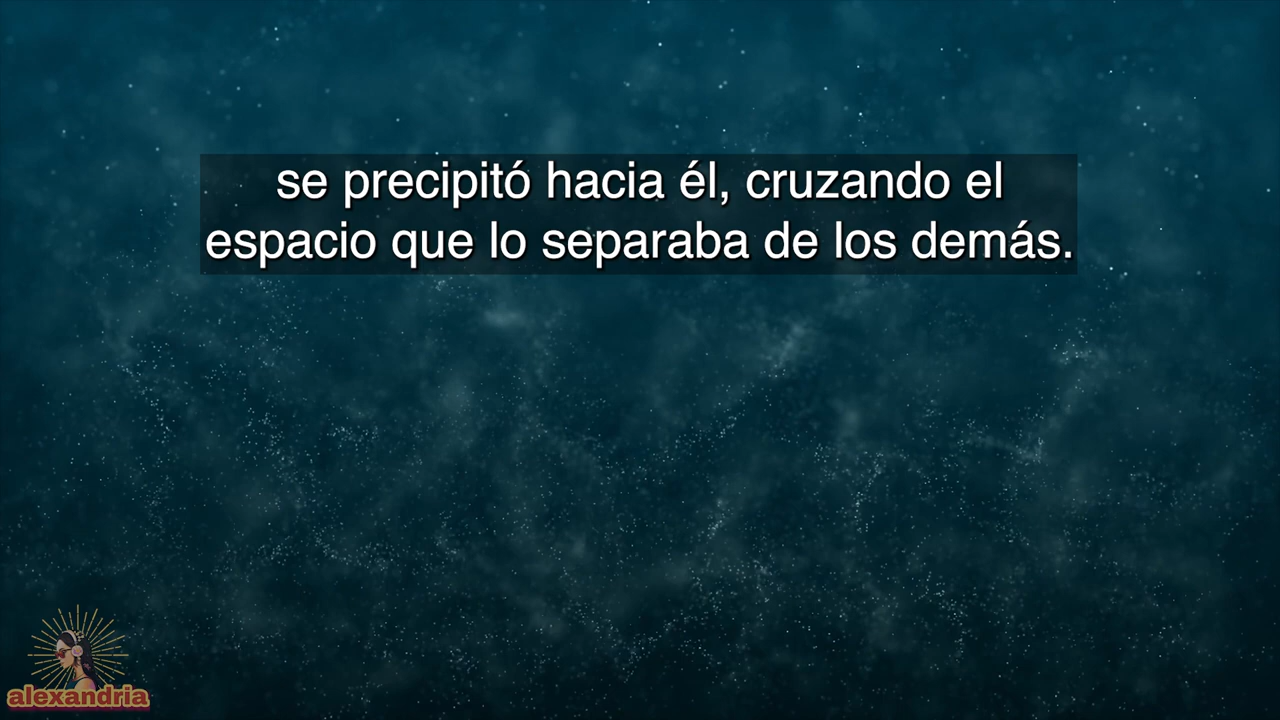 se precipitó hacia él, cruzando el
espacio que lo separaba de los demás.
alexandria